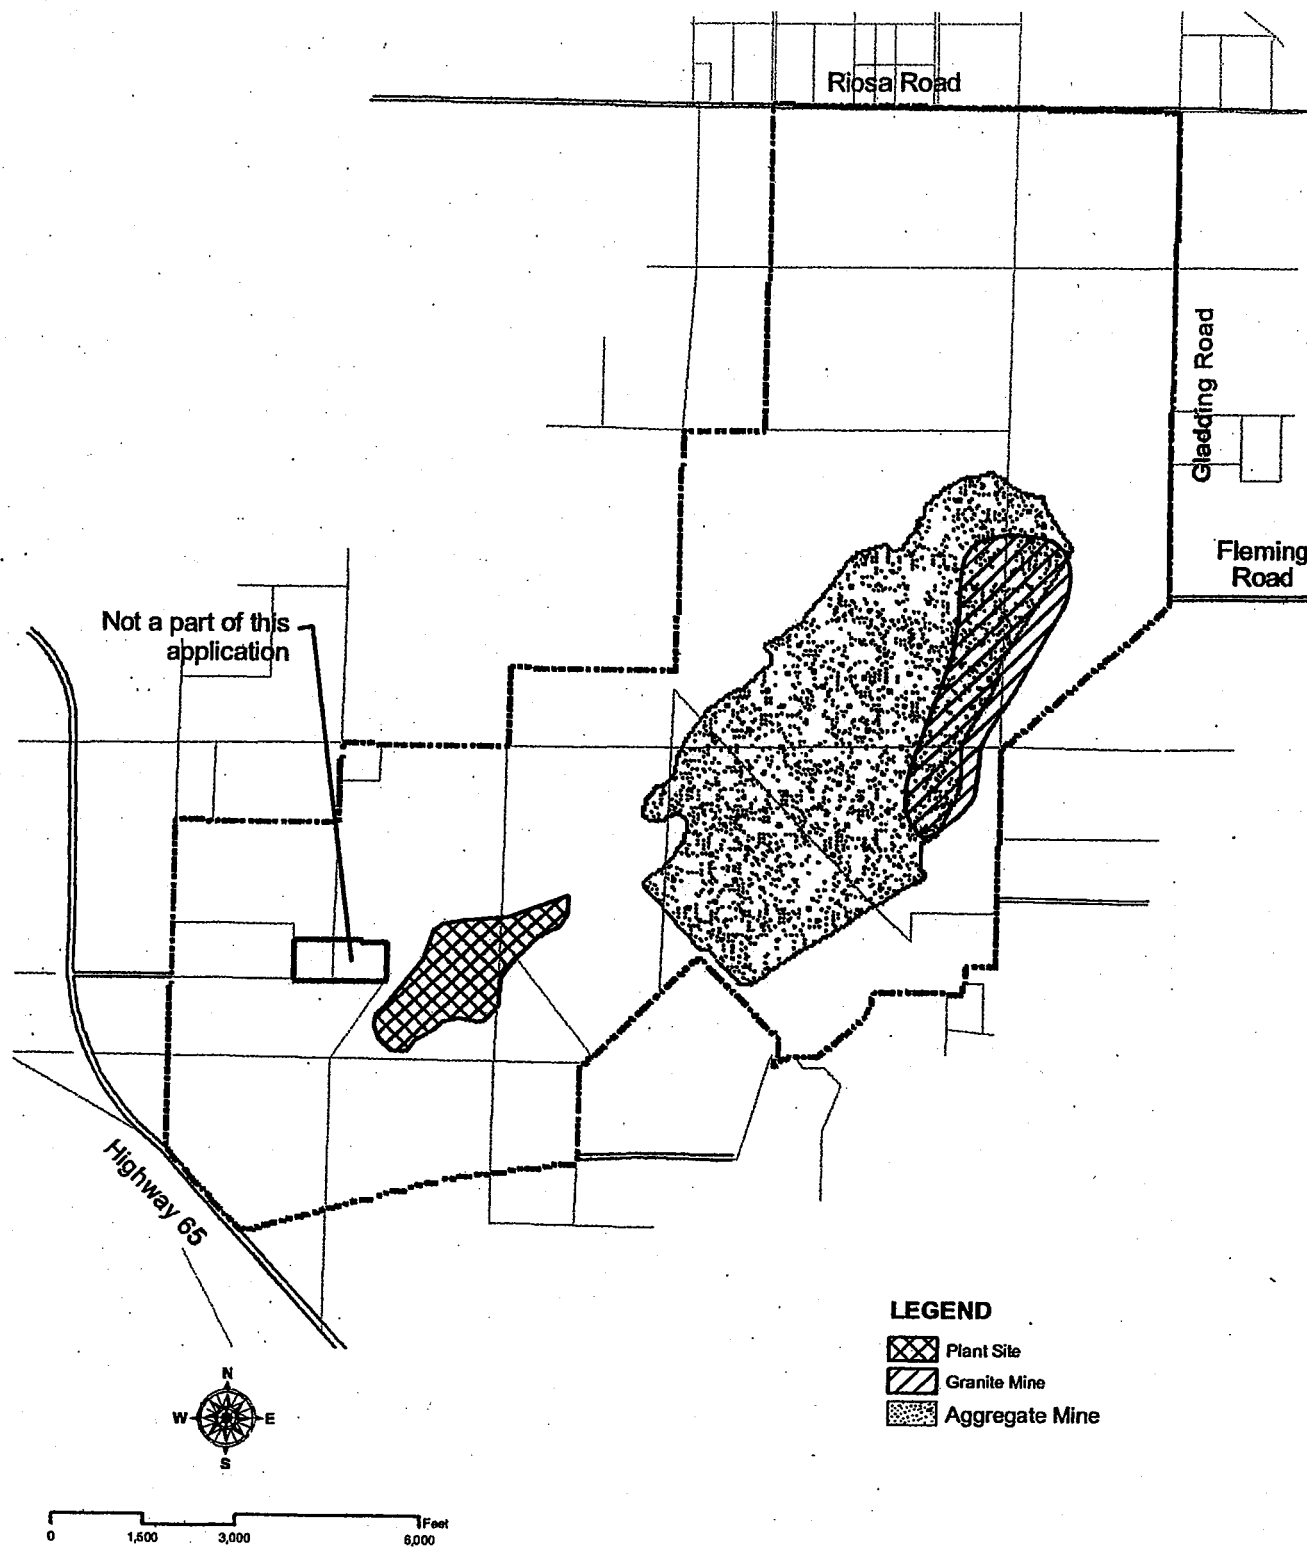 Riosa Road
Gladding Road
Fleming
Road
Not a part of this
application
Highway 65
LEGEND
Plant Site
Granite Mine
Aggregate Mine
N
W
E
S
Feet
0
1,500
3,000
6,000